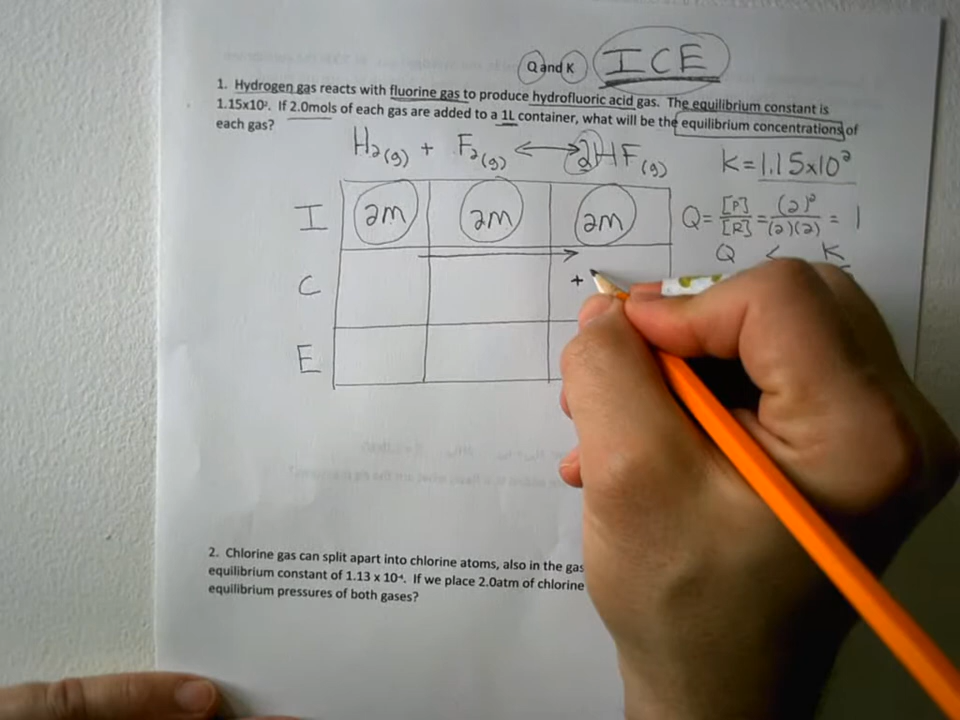 Q and K ICE
1. Hydrogen gas reacts with fluorine gas to produce hydrofluoric acid gas. The equilibrium constant is
1.15x10². If 2.0mols of each gas are added to a 1L container, what will be the equilibrium concentrations of
each gas?
H₂(g) + F₂(g) ⟷ 2HF(g)
K = 1.15x10²
I 2M 2M 2M
Q = [P]/[R] = (2)²/(2)(2) = 1
Q < K
C +
E
2. Chlorine gas can split apart into chlorine atoms, also in the gas
equilibrium constant of 1.13 x 10⁻⁴. If we place 2.0atm of chlorine
equilibrium pressures of both gases?